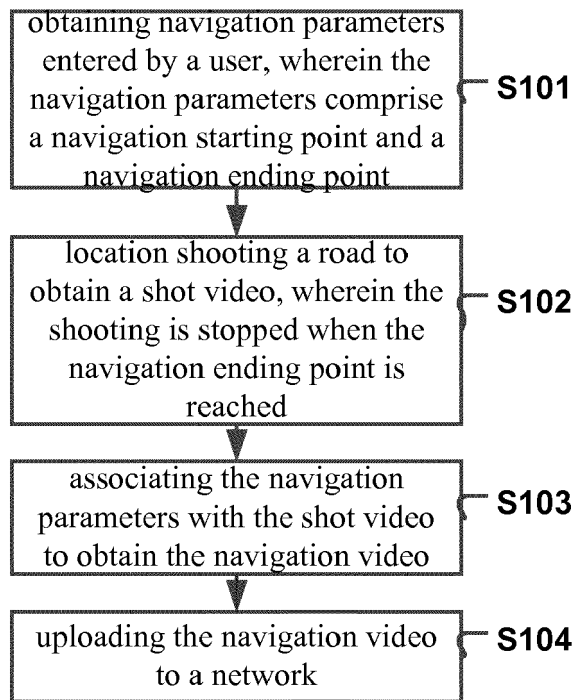 obtaining navigation parameters
entered by a user, wherein the
navigation parameters comprise
a navigation starting point and a
navigation ending point
S101
location shooting a road to
obtain a shot video, wherein the
shooting is stopped when the
navigation ending point is
reached
S102
associating the navigation
parameters with the shot video
to obtain the navigation video
S103
uploading the navigation video
to a network
S104